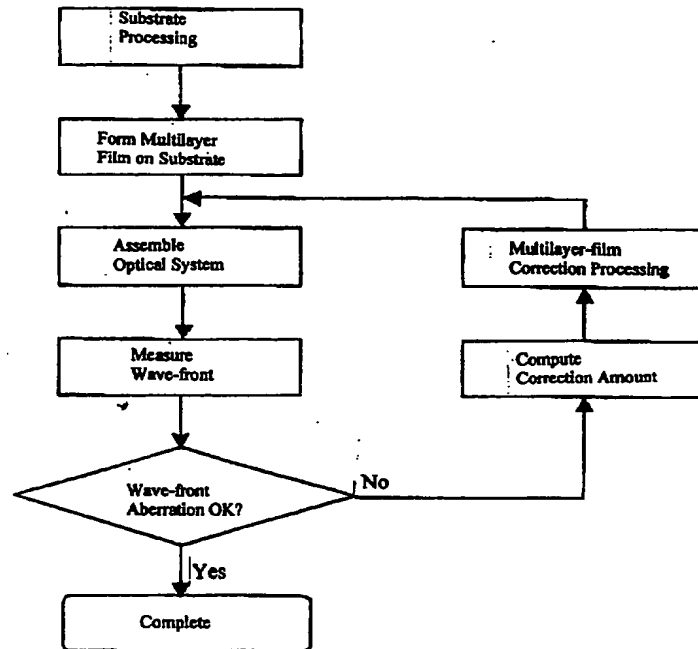 Substrate
Processing
Form Multilayer
Film on Substrate
Assemble
Optical System
Multilayer-film
Correction Processing
Measure
Wave-front
Compute
Correction Amount
Wave-front
Aberration OK?
No
Yes
Complete